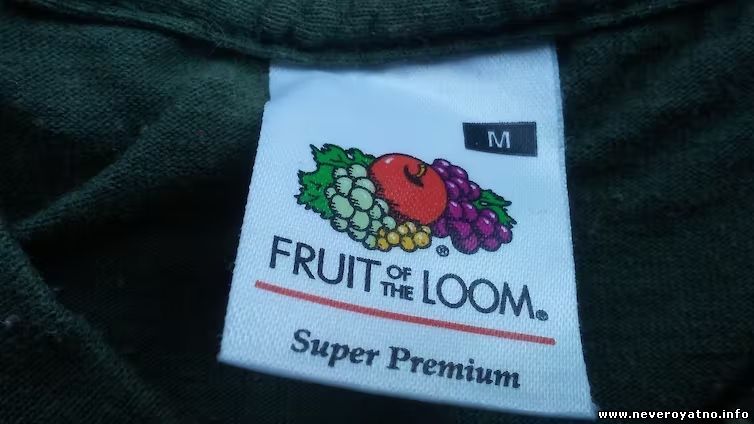 M
®
FRUIT OF THE LOOM®
Super Premium
www.neveroyatno.info